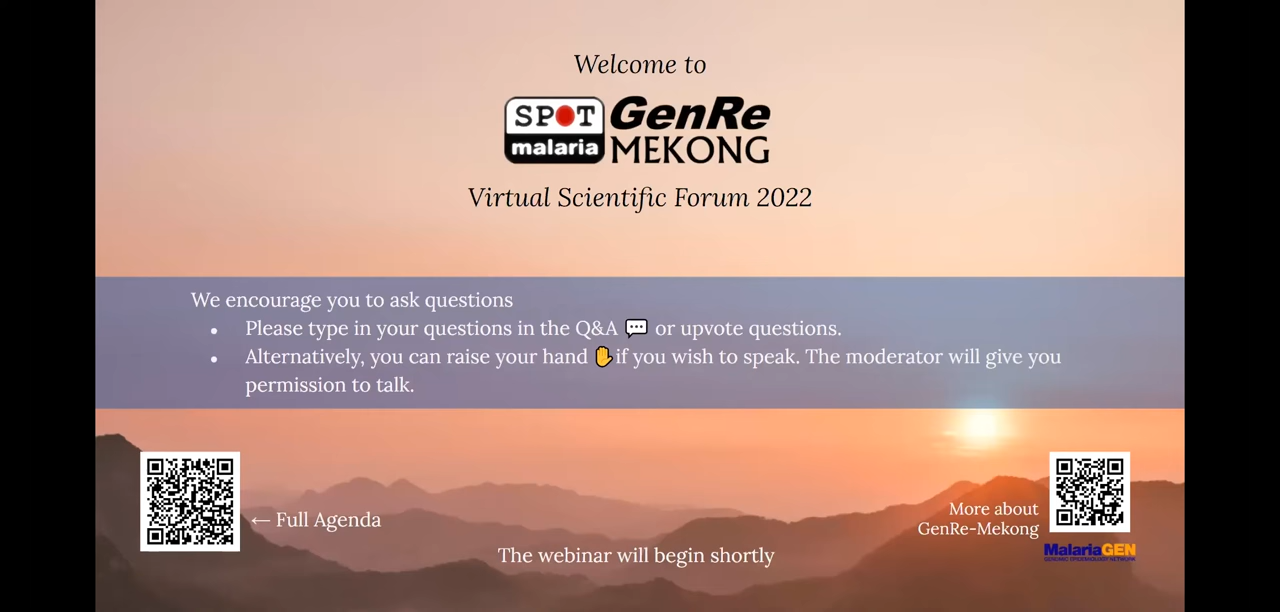 Welcome to
SPOT GenRe
malaria MEKONG
Virtual Scientific Forum 2022
We encourage you to ask questions
• Please type in your questions in the Q&A 💬 or upvote questions.
• Alternatively, you can raise your hand ✋ if you wish to speak. The moderator will give you
permission to talk.
← Full Agenda
More about
GenRe-Mekong
MalariaGEN
GENOMIC EPIDEMIOLOGY NETWORK
The webinar will begin shortly